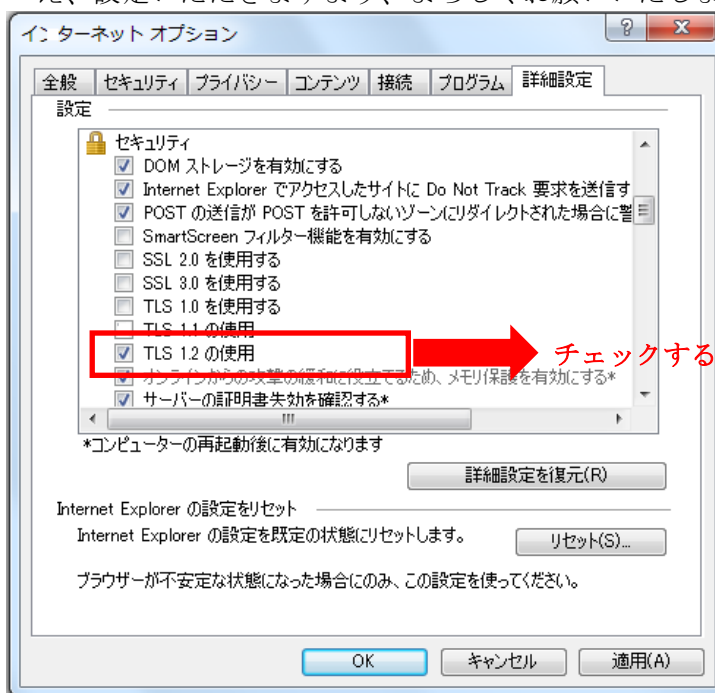 インターネット オプション
全般 セキュリティ プライバシー コンテンツ 接続 プログラム 詳細設定
設定
セキュリティ
DOM ストレージを有効にする
Internet Explorer でアクセスしたサイトに Do Not Track 要求を送信す
POST の送信が POST を許可しないゾーンにリダイレクトされた場合に警
SmartScreen フィルター機能を有効にする
SSL 2.0 を使用する
SSL 3.0 を使用する
TLS 1.0 を使用する
TLS 1.1 の使用
TLS 1.2 の使用
チェックする
オンラインからの攻撃の緩和に役立てるため、メモリ保護を有効にする*
サーバーの証明書失効を確認する*
*コンピューターの再起動後に有効になります
詳細設定を復元(R)
Internet Explorer の設定をリセット
Internet Explorer の設定を既定の状態にリセットします。
リセット(S)...
ブラウザーが不安定な状態になった場合にのみ、この設定を使ってください。
OK キャンセル 適用(A)